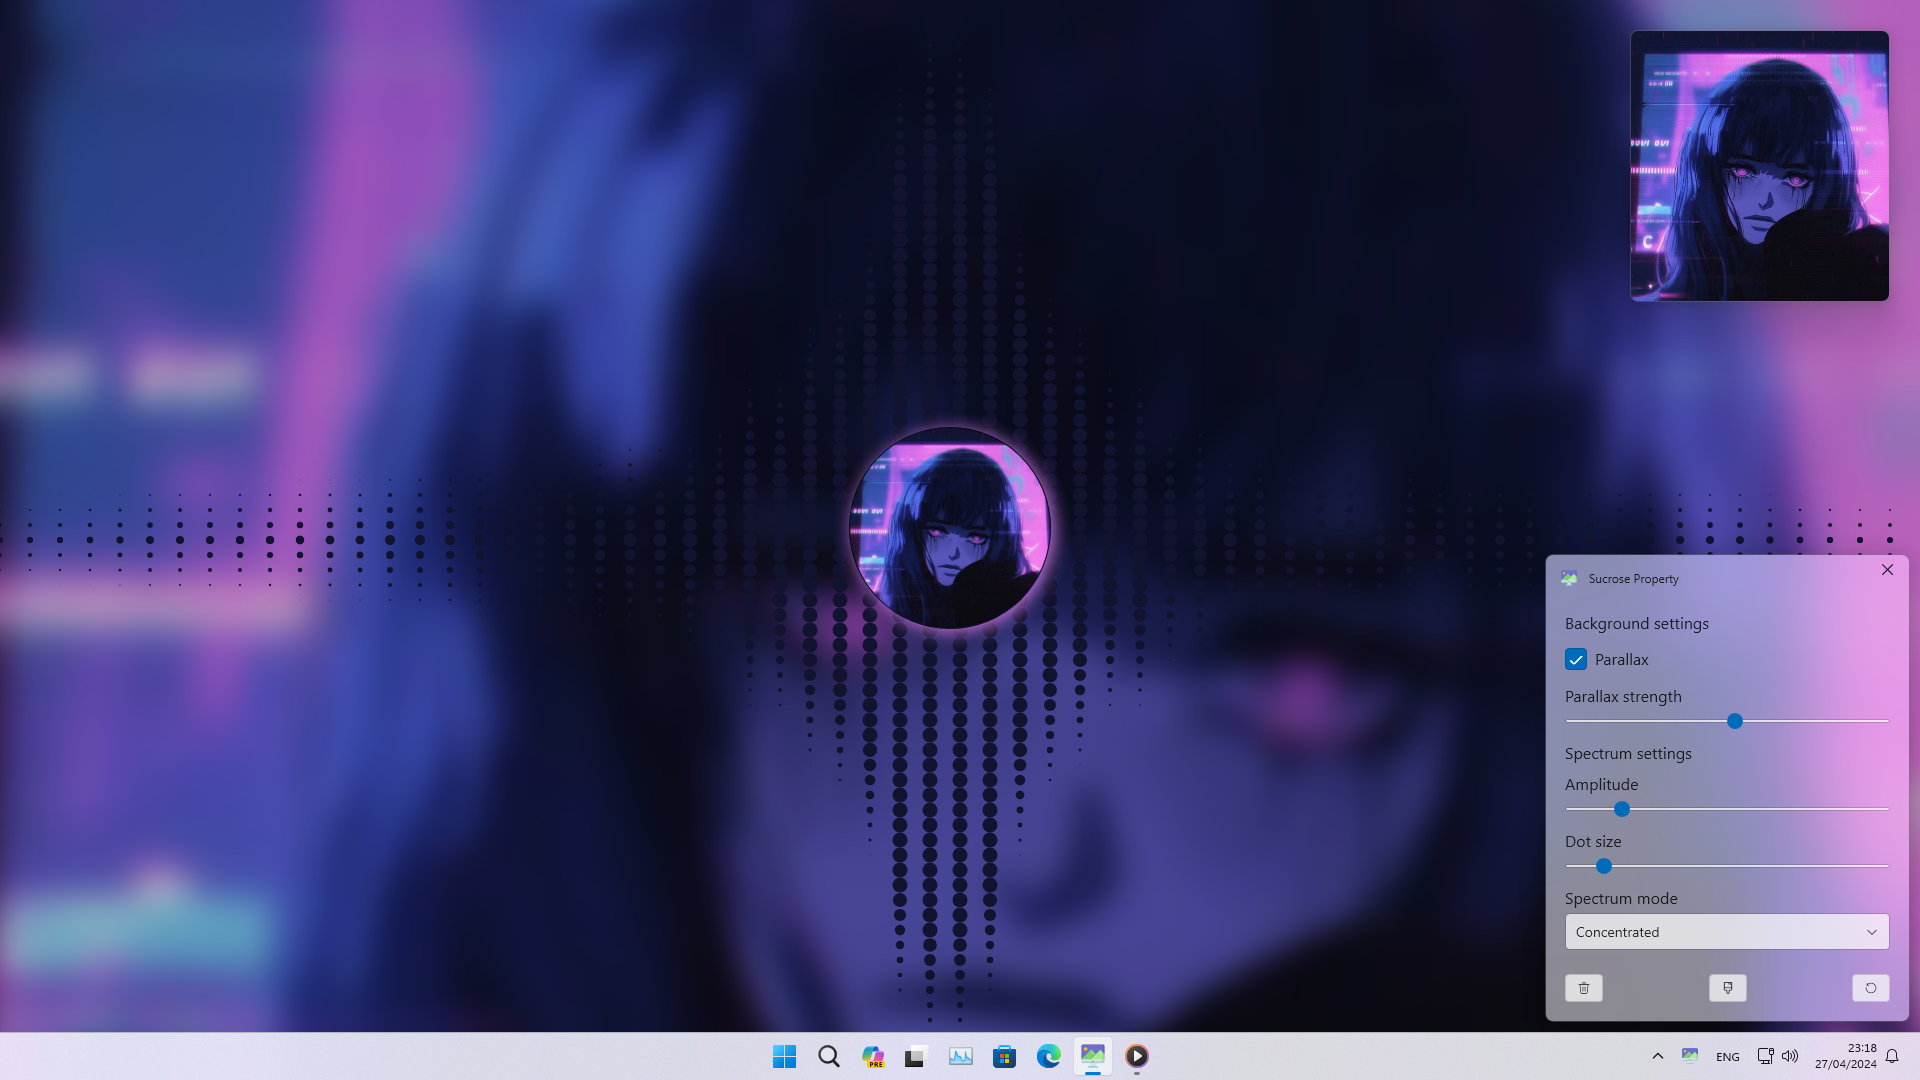 Sucrose Property
Background settings
Parallax
Parallax strength
Spectrum settings
Amplitude
Dot size
Spectrum mode
Concentrated
PRE
ENG
23:18
27/04/2024